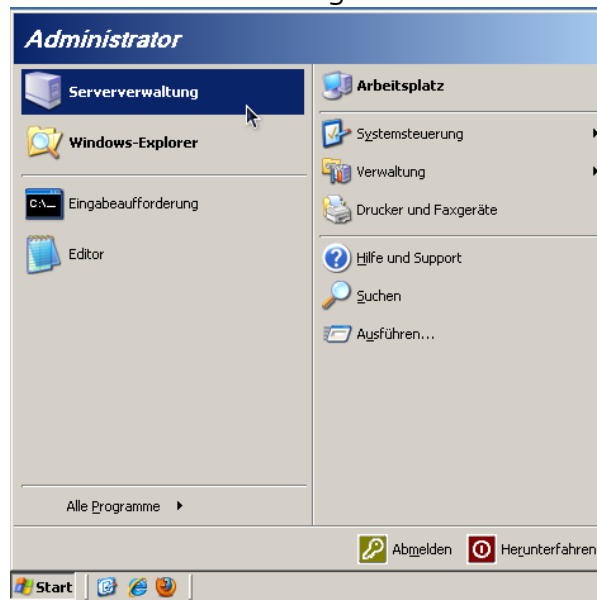 Administrator
Serververwaltung
Windows-Explorer
C:\_
Eingabeaufforderung
Editor
Alle Programme
Arbeitsplatz
Systemsteuerung
Verwaltung
Drucker und Faxgeräte
Hilfe und Support
Suchen
Ausführen...
Abmelden
Herunterfahren
Start